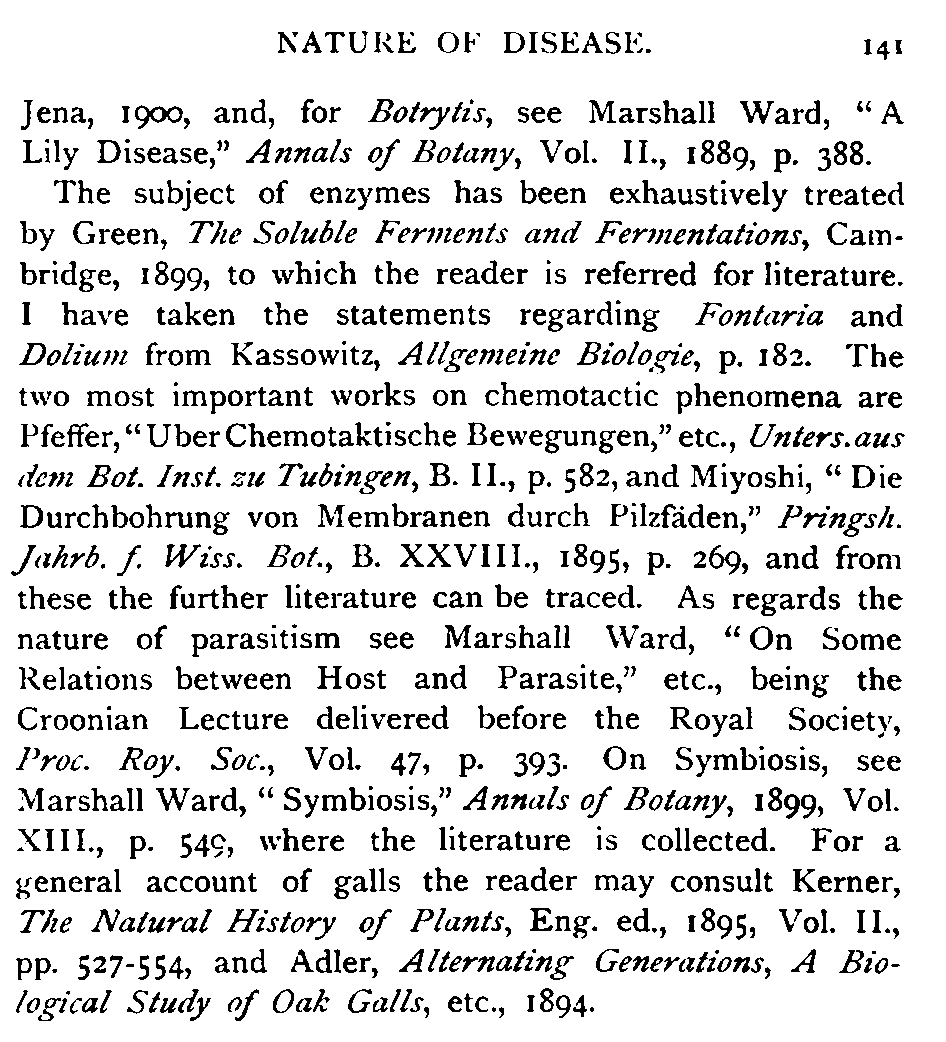 NATURE OF DISEASE. 141
Jena, 1900, and, for Botrytis, see Marshall Ward, “ A
Lily Disease,” Annals of Botany, Vol. II., 1889, p. 388.
The subject of enzymes has been exhaustively treated
by Green, The Soluble Ferments and Fermentations, Cam-
bridge, 1899, to which the reader is referred for literature.
I have taken the statements regarding Fontaria and
Dolium from Kassowitz, Allgemeine Biologie, p. 182. The
two most important works on chemotactic phenomena are
Pfeffer, “ Uber Chemotaktische Bewegungen,” etc., Unters. aus
dem Bot. Inst. zu Tubingen, B. II., p. 582, and Miyoshi, “ Die
Durchbohrung von Membranen durch Pilzfäden,” Pringsh.
Jahrb. f. Wiss. Bot., B. XXVIII., 1895, p. 269, and from
these the further literature can be traced. As regards the
nature of parasitism see Marshall Ward, “ On Some
Relations between Host and Parasite,” etc., being the
Croonian Lecture delivered before the Royal Society,
Proc. Roy. Soc., Vol. 47, p. 393. On Symbiosis, see
Marshall Ward, “ Symbiosis,” Annals of Botany, 1899, Vol.
XIII., p. 549, where the literature is collected. For a
general account of galls the reader may consult Kerner,
The Natural History of Plants, Eng. ed., 1895, Vol. II.,
pp. 527-554, and Adler, Alternating Generations, A Bio-
logical Study of Oak Galls, etc., 1894.